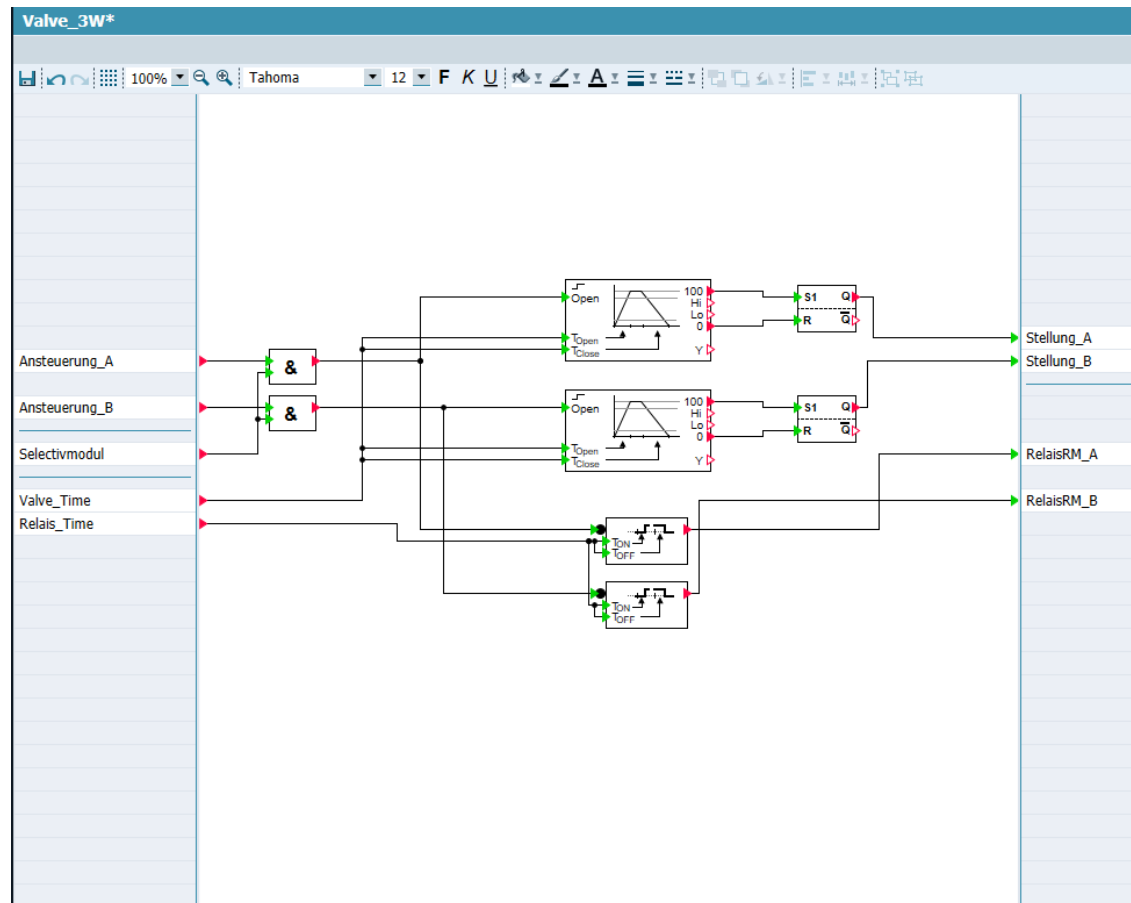 Valve_3W*
100% Tahoma 12 F K U A
100
Open Hi
Lo
0
TOpen
TClose Y
S1 Q
R Q̅
Ansteuerung_A & Stellung_A
Stellung_B
100
Open Hi
Lo
0
TOpen
TClose Y
S1 Q
R Q̅
Ansteuerung_B &
Selectivmodul RelaisRM_A
Valve_Time RelaisRM_B
Relais_Time
TON
TOFF
TON
TOFF